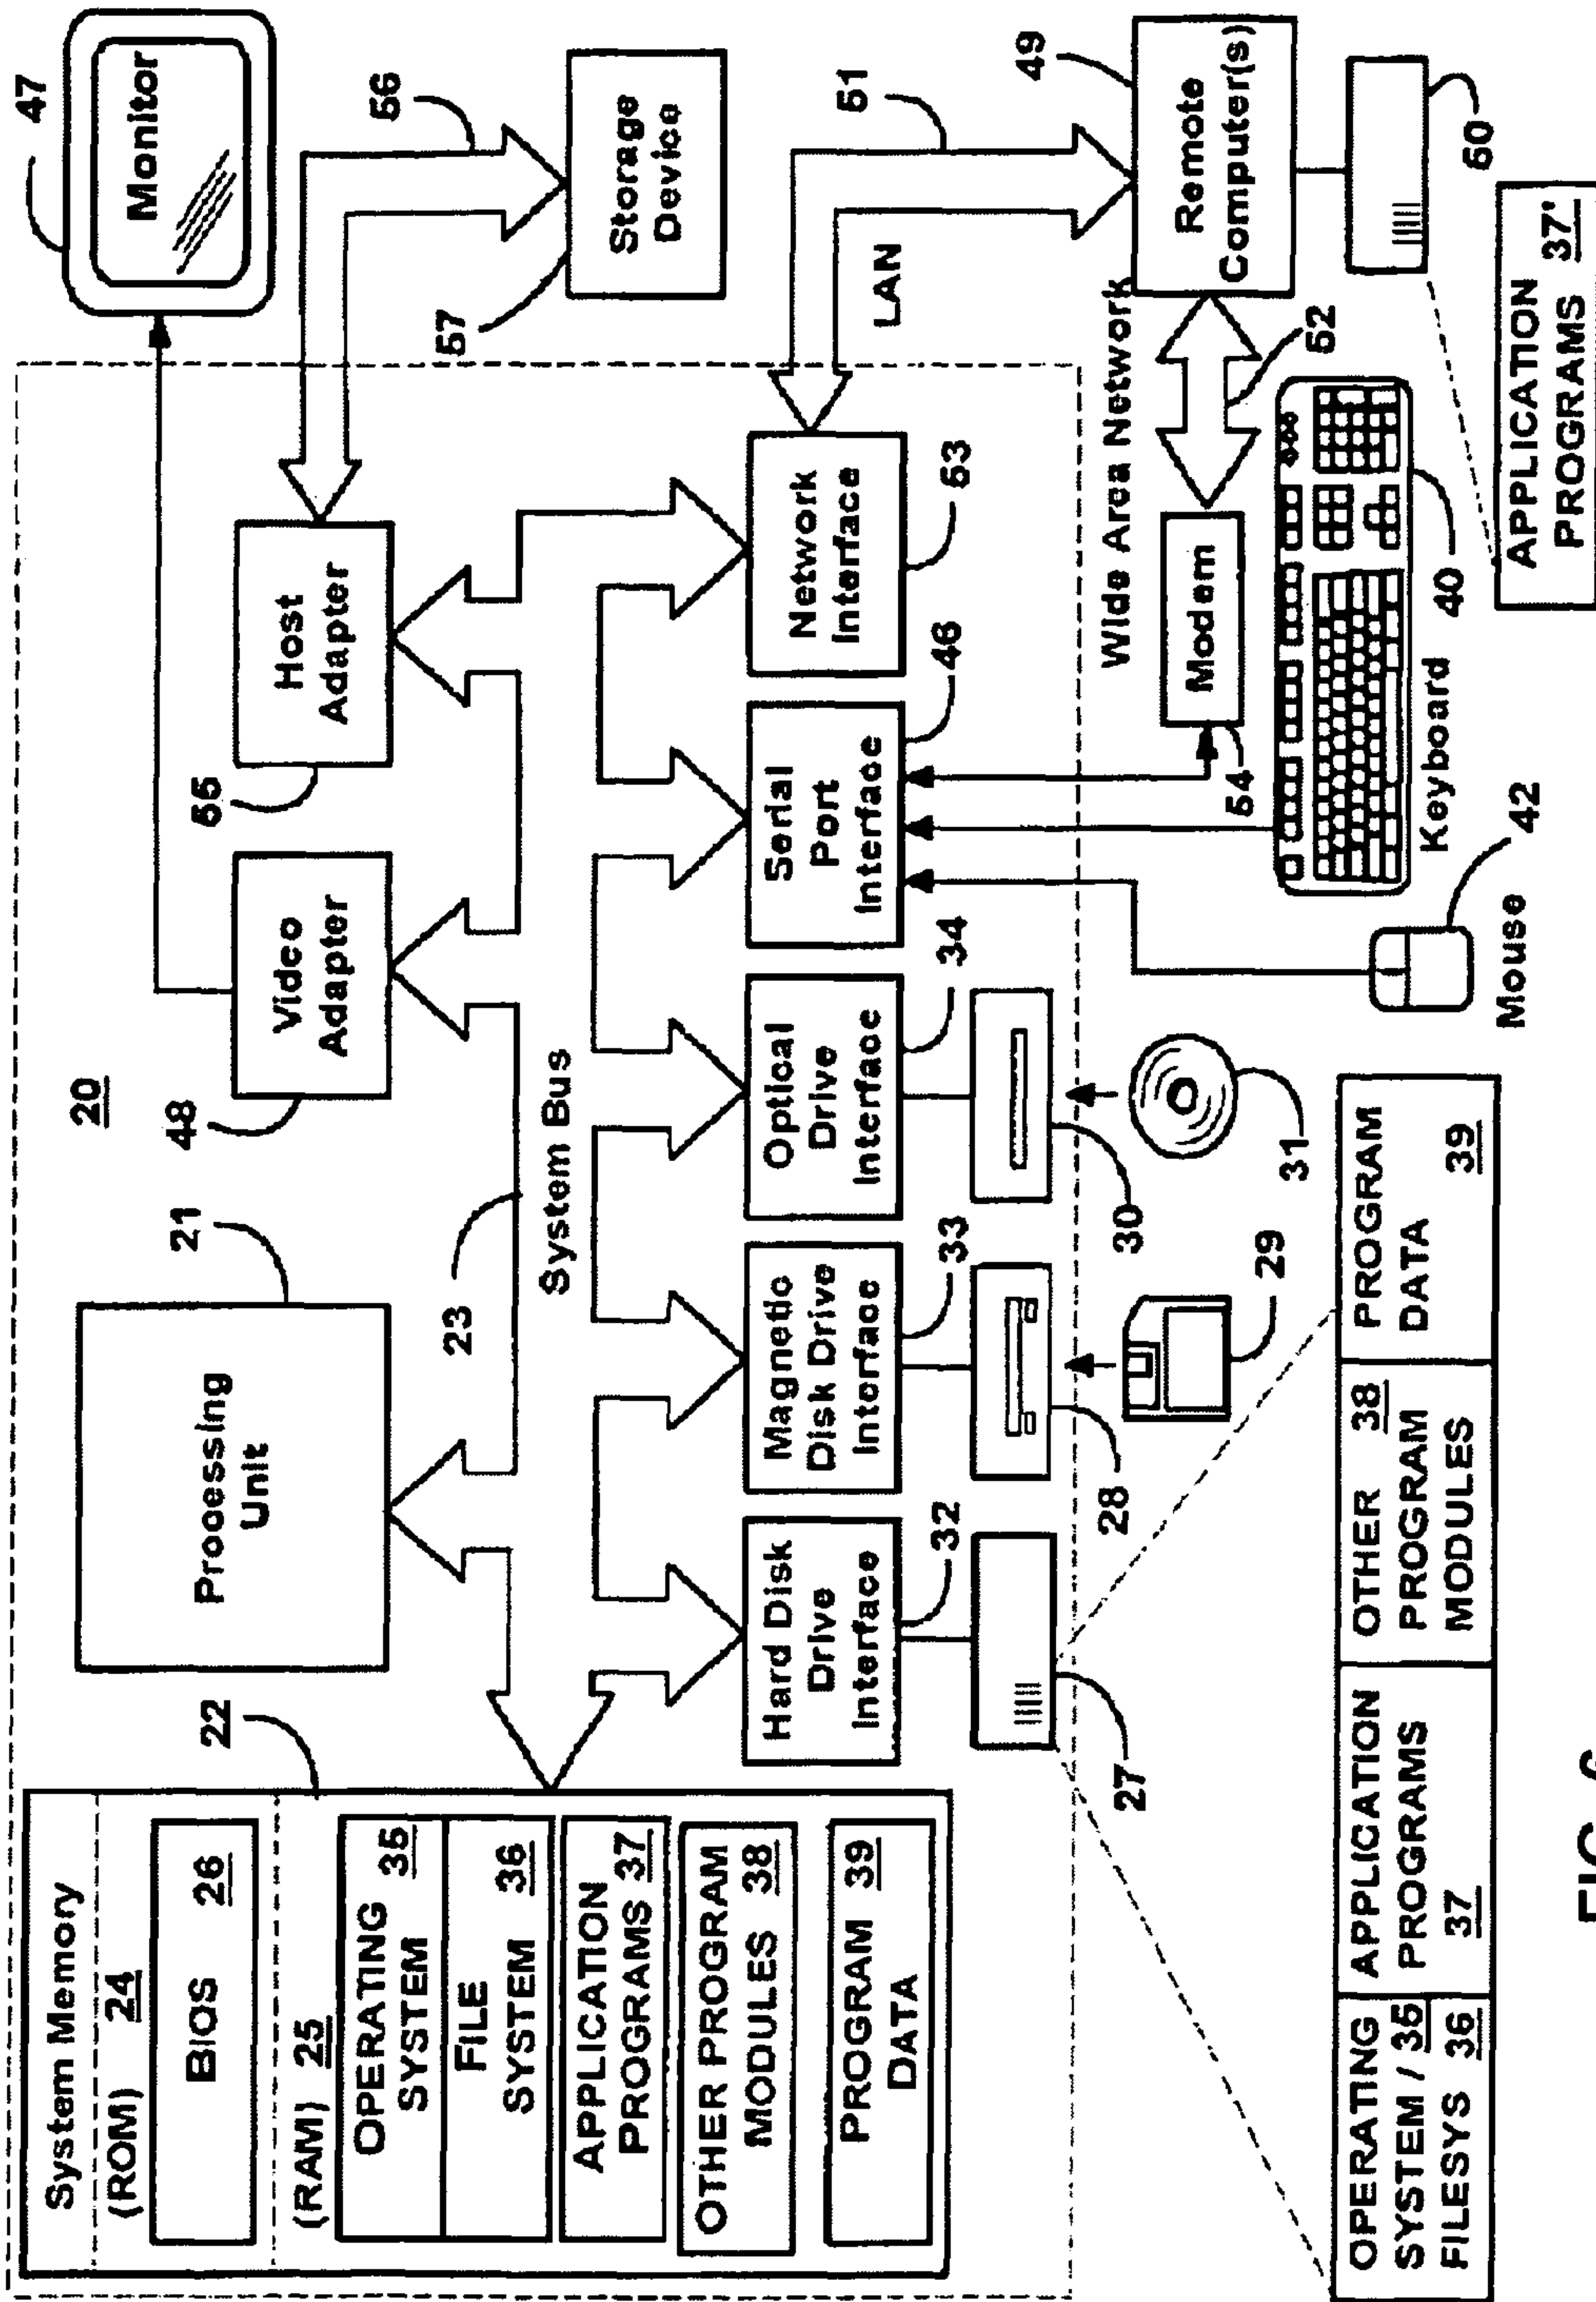 System Memory
(ROM) 24
BIOS 26
(RAM) 25
OPERATING
SYSTEM 35
FILE
SYSTEM 36
APPLICATION
PROGRAMS 37
OTHER PROGRAM
MODULES 38
PROGRAM 39
DATA
22
Processing
Unit
21
20
48
Video
Adapter
55
Host
Adapter
47
Monitor
23
System Bus
56
57
Storage
Device
Hard Disk
Drive
Interface
32
Magnetic
Disk Drive
Interface
33
Optical
Drive
Interface
34
Serial
Port
Interface
46
Network
Interface
53
LAN
51
27
28
29
30
31
Wide Area Network
Modem
54
52
49
Remote
Computer(s)
50
Mouse
42
Keyboard
40
OPERATING
SYSTEM / 35
FILESYS 36
APPLICATION
PROGRAMS
37
OTHER 38
PROGRAM
MODULES
PROGRAM
DATA
39
APPLICATION
PROGRAMS 37'
FIG. 6